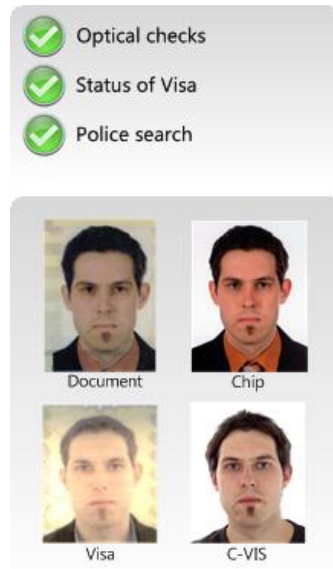 Optical checks
Status of Visa
Police search
Document
Chip
Visa
C-VIS